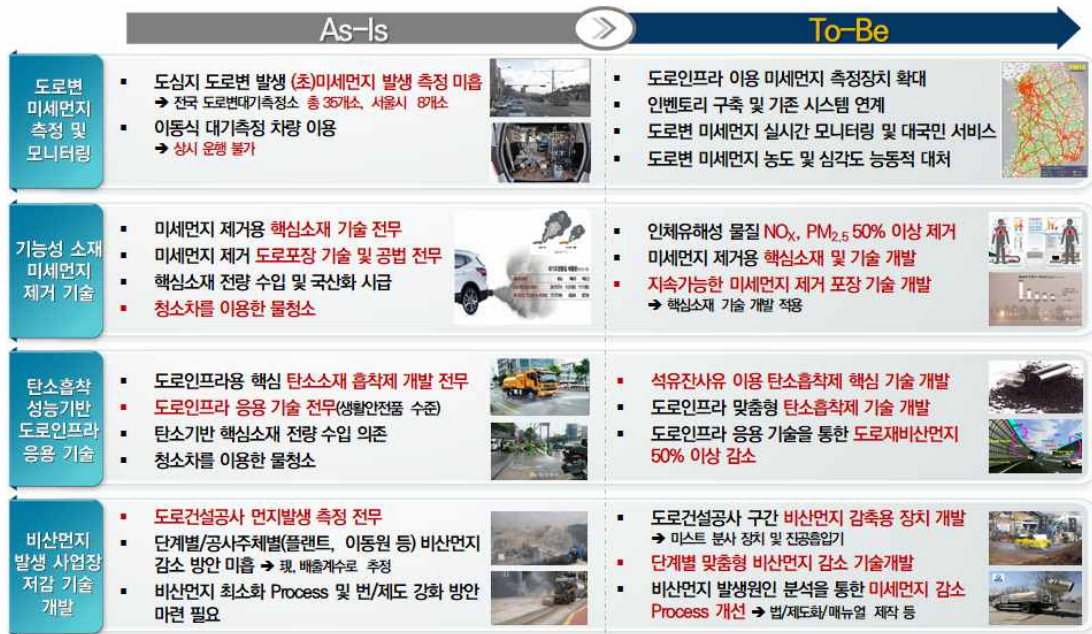 As-Is
To-Be
도로변
미세먼지
측정 및
모니터링
▪ 도심지 도로변 발생 (초)미세먼지 발생 측정 미흡
➔ 전국 도로변대기측정소 총 35개소, 서울시 8개소
▪ 이동식 대기측정 차량 이용
➔ 상시 운행 불가
▪ 도로인프라 이용 미세먼지 측정장치 확대
▪ 인벤토리 구축 및 기존 시스템 연계
▪ 도로변 미세먼지 실시간 모니터링 및 대국민 서비스
▪ 도로변 미세먼지 농도 및 심각도 능동적 대처
기능성 소재
미세먼지
제거 기술
▪ 미세먼지 제거용 핵심소재 기술 전무
▪ 미세먼지 제거 도로포장 기술 및 공법 전무
▪ 핵심소재 전량 수입 및 국산화 시급
▪ 청소차를 이용한 물청소
▪ 인체유해성 물질 NOX, PM2.5 50% 이상 제거
▪ 미세먼지 제거용 핵심소재 및 기술 개발
▪ 지속가능한 미세먼지 제거 포장 기술 개발
➔ 핵심소재 기술 개발 적용
탄소흡착
성능기반
도로인프라
응용 기술
▪ 도로인프라용 핵심 탄소소재 흡착제 개발 전무
▪ 도로인프라 응용 기술 전무(생활안전품 수준)
▪ 탄소기반 핵심소재 전량 수입 의존
▪ 청소차를 이용한 물청소
▪ 석유잔사유 이용 탄소흡착제 핵심 기술 개발
▪ 도로인프라 맞춤형 탄소흡착제 기술 개발
▪ 도로인프라 응용 기술을 통한 도로재비산먼지
50% 이상 감소
비산먼지
발생 사업장
저감 기술
개발
▪ 도로건설공사 먼지발생 측정 전무
▪ 단계별/공사주체별(플랜트, 이동원 등) 비산먼지
감소 방안 미흡 ➔ 現, 배출계수로 추정
▪ 비산먼지 최소화 Process 및 번/제도 강화 방안
마련 필요
▪ 도로건설공사 구간 비산먼지 감축용 장치 개발
➔ 미스트 분사 장치 및 진공흡입기
▪ 단계별 맞춤형 비산먼지 감소 기술개발
▪ 비산먼지 발생원인 분석을 통한 미세먼지 감소
Process 개선 ➔ 법/제도화/매뉴얼 제작 등